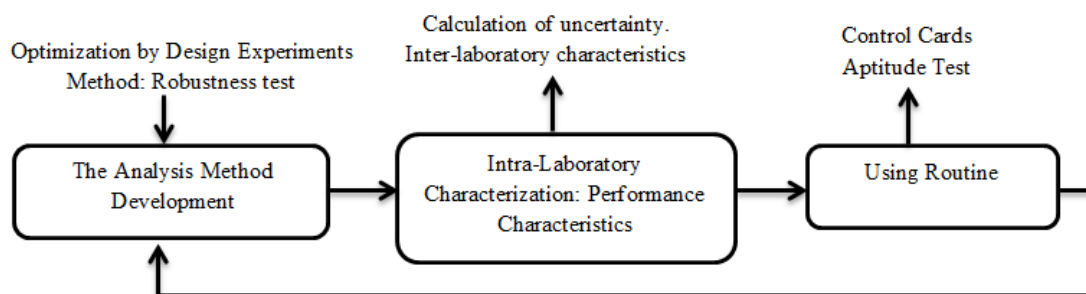 Optimization by Design Experiments
Method: Robustness test
Calculation of uncertainty.
Inter-laboratory characteristics
Control Cards
Aptitude Test
The Analysis Method
Development
Intra-Laboratory
Characterization: Performance
Characteristics
Using Routine